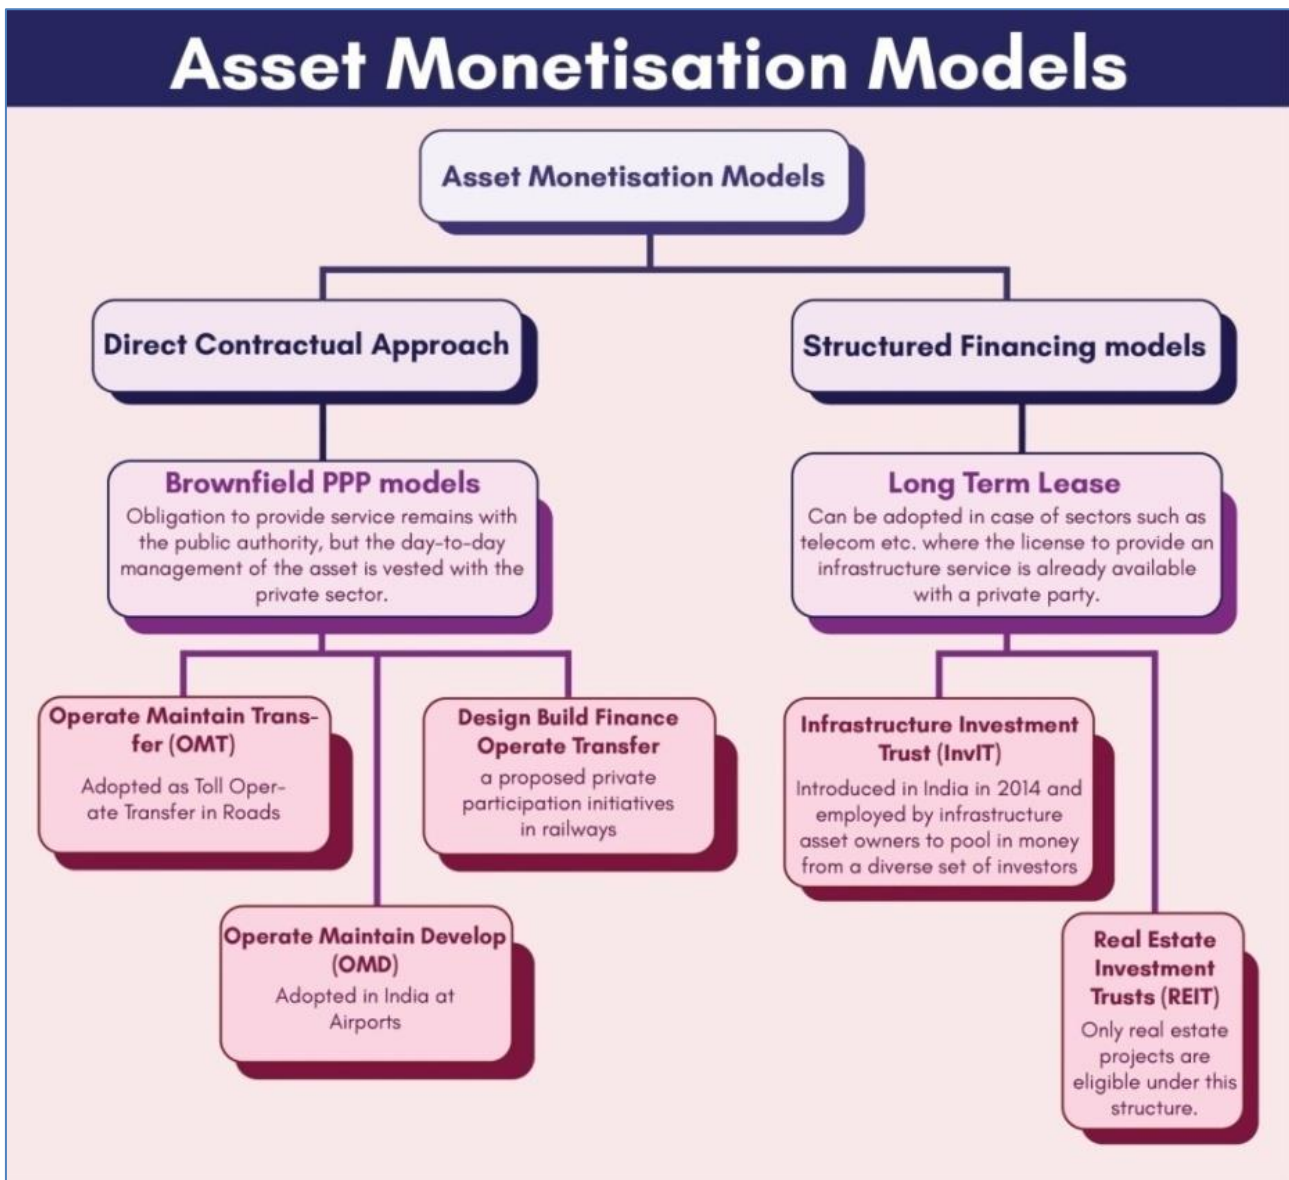 Asset Monetisation Models
Asset Monetisation Models
Direct Contractual Approach
Structured Financing models
Brownfield PPP models
Obligation to provide service remains with
the public authority, but the day-to-day
management of the asset is vested with the
private sector.
Long Term Lease
Can be adopted in case of sectors such as
telecom etc. where the license to provide an
infrastructure service is already available
with a private party.
Operate Maintain Trans-
fer (OMT)
Adopted as Toll Oper-
ate Transfer in Roads
Design Build Finance
Operate Transfer
a proposed private
participation initiatives
in railways
Infrastructure Investment
Trust (InvIT)
Introduced in India in 2014 and
employed by infrastructure
asset owners to pool in money
from a diverse set of investors
Operate Maintain Develop
(OMD)
Adopted in India at
Airports
Real Estate
Investment
Trusts (REIT)
Only real estate
projects are
eligible under this
structure.